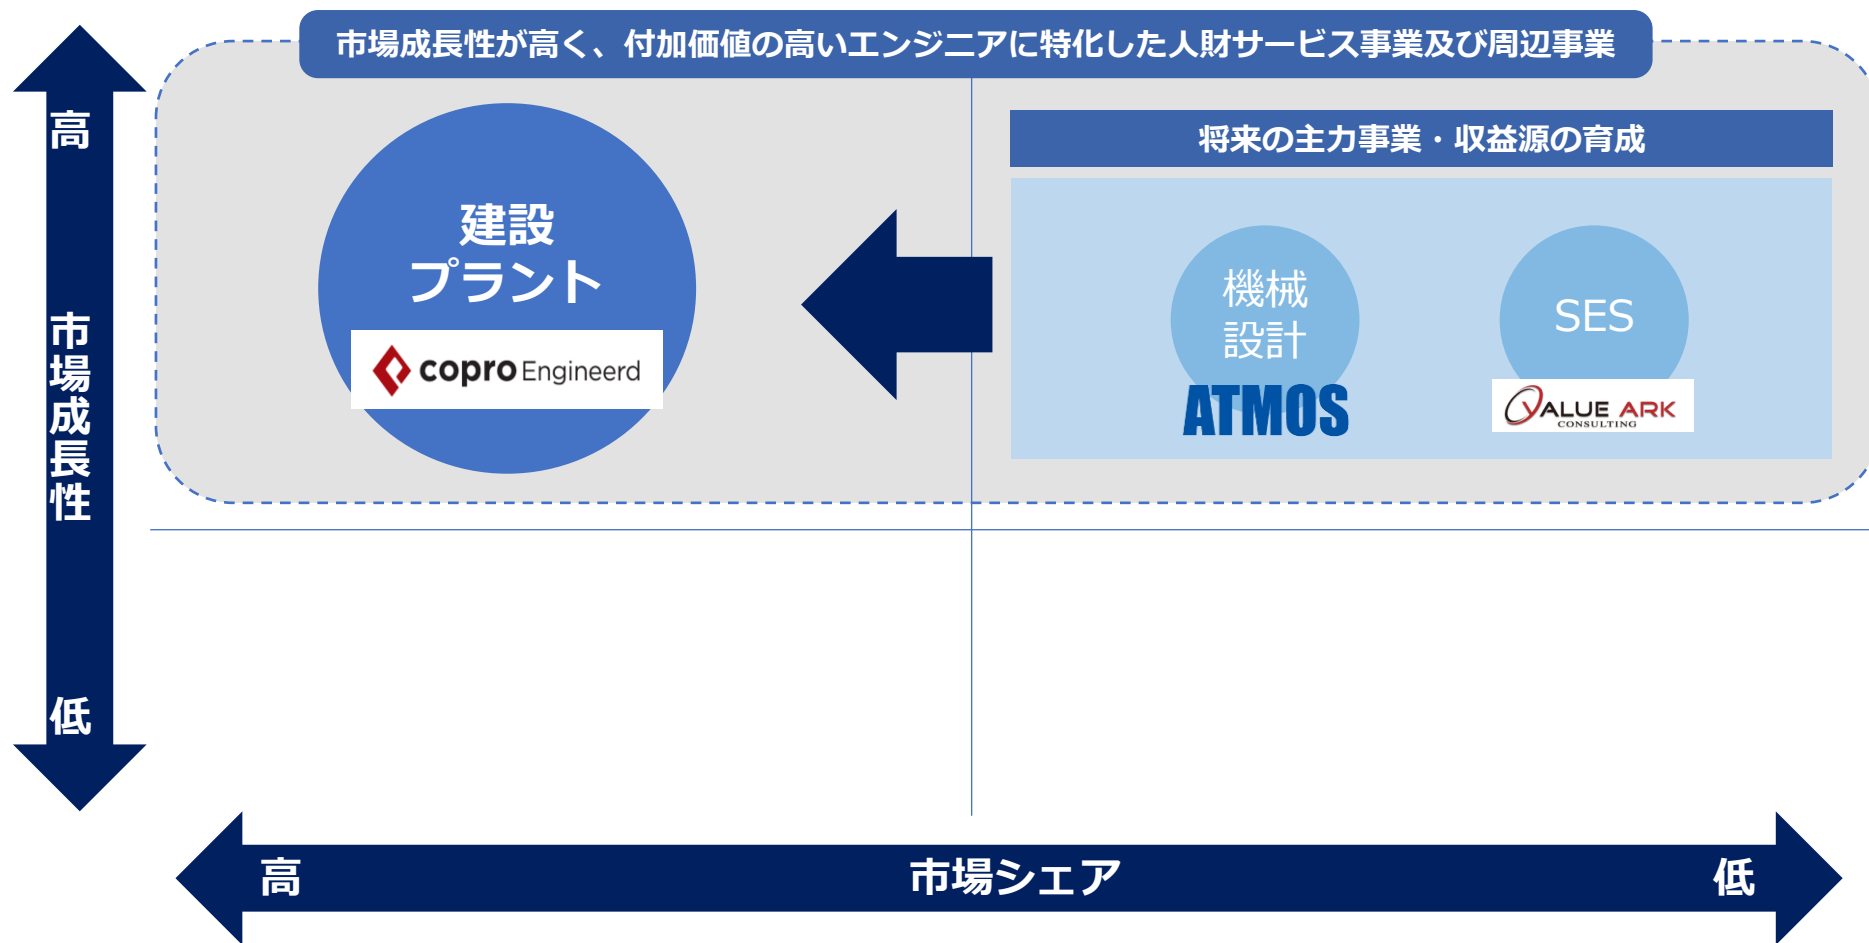 市場成長性が高く、付加価値の高いエンジニアに特化した人財サービス事業及び周辺事業
高
市場成長性
低
建設
プラント
copro Engineerd
将来の主力事業・収益源の育成
機械
設計
ATMOS
SES
VALUE ARK
CONSULTING
高
市場シェア
低